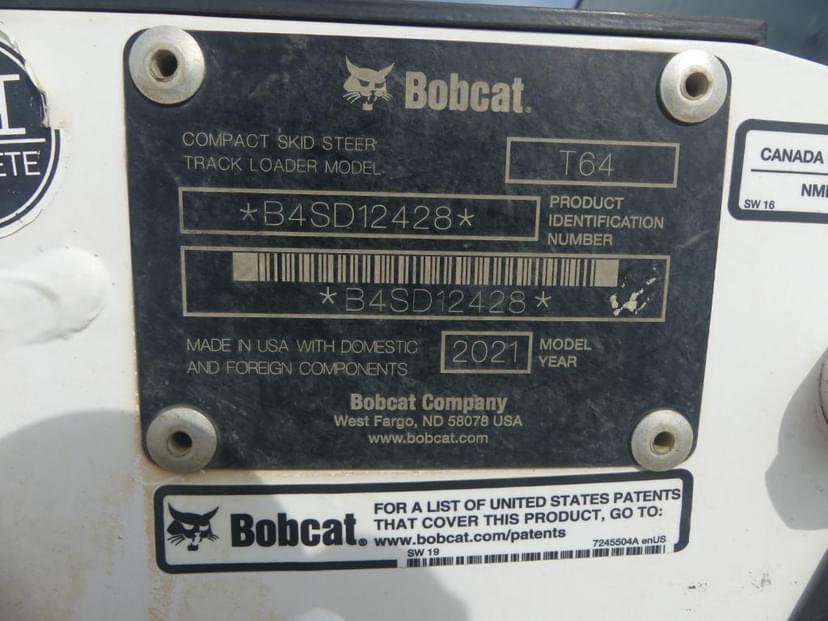 Bobcat.
COMPACT SKID STEER
TRACK LOADER MODEL
T64
*B4SD12428*
PRODUCT
IDENTIFICATION
NUMBER
*B4SD12428*
MADE IN USA WITH DOMESTIC
AND FOREIGN COMPONENTS
2021
MODEL
YEAR
Bobcat Company
West Fargo, ND 58078 USA
www.bobcat.com
CANADA
SW 16
Bobcat®
FOR A LIST OF UNITED STATES PATENTS
THAT COVER THIS PRODUCT, GO TO:
www.bobcat.com/patents
SW 19
7245504A enUS